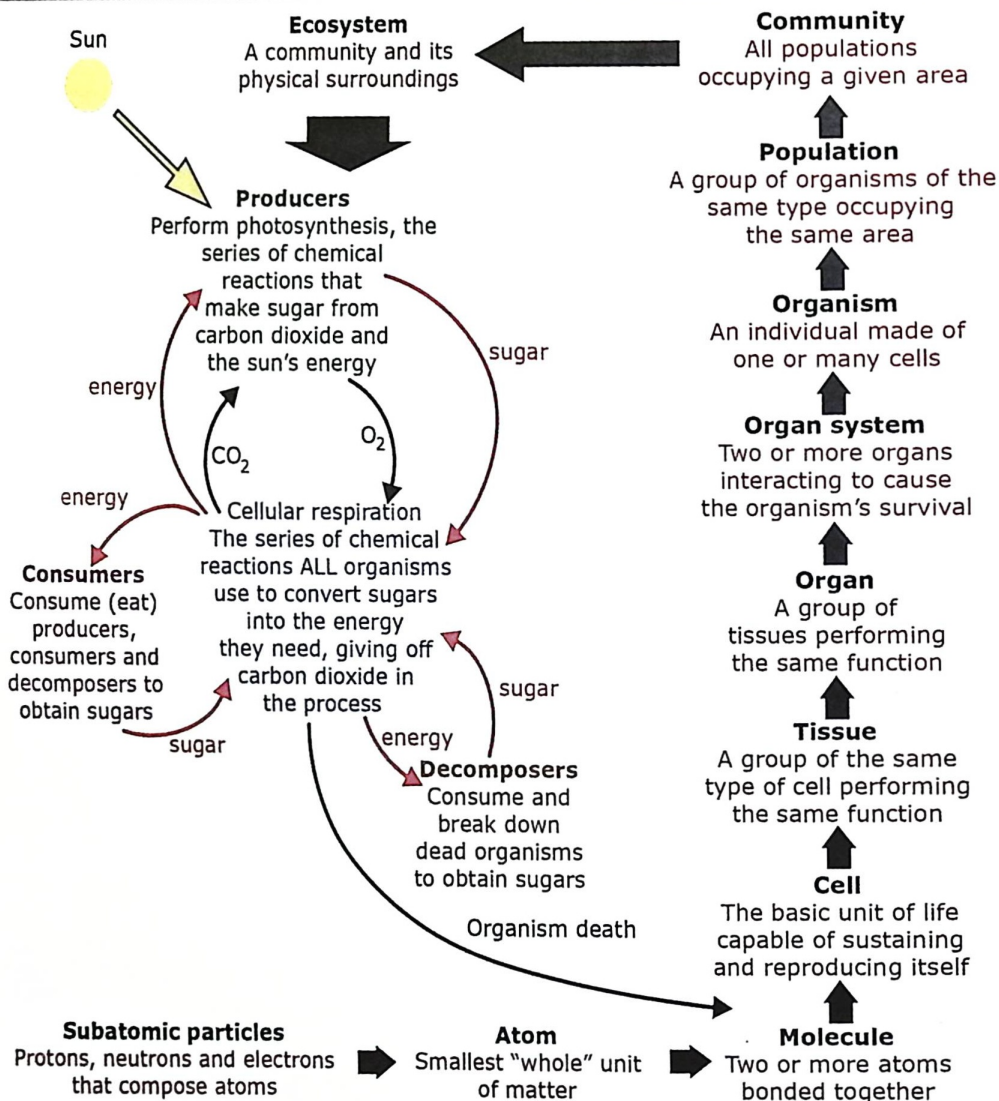 Sun
Ecosystem
A community and its
physical surroundings
Community
All populations
occupying a given area
Population
A group of organisms of the
same type occupying
the same area
Organism
An individual made of
one or many cells
Organ system
Two or more organs
interacting to cause
the organism's survival
Organ
A group of
tissues performing
the same function
Tissue
A group of the same
type of cell performing
the same function
Cell
The basic unit of life
capable of sustaining
and reproducing itself
Producers
Perform photosynthesis, the
series of chemical
reactions that
make sugar from
carbon dioxide and
the sun's energy
energy
sugar
CO₂
O₂
energy
Cellular respiration
The series of chemical
reactions ALL organisms
use to convert sugars
into the energy
they need, giving off
carbon dioxide in
the process
Consumers
Consume (eat)
producers,
consumers and
decomposers to
obtain sugars
sugar
energy
sugar
Decomposers
Consume and
break down
dead organisms
to obtain sugars
Organism death
Subatomic particles
Protons, neutrons and electrons
that compose atoms
Atom
Smallest "whole" unit
of matter
Molecule
Two or more atoms
bonded together